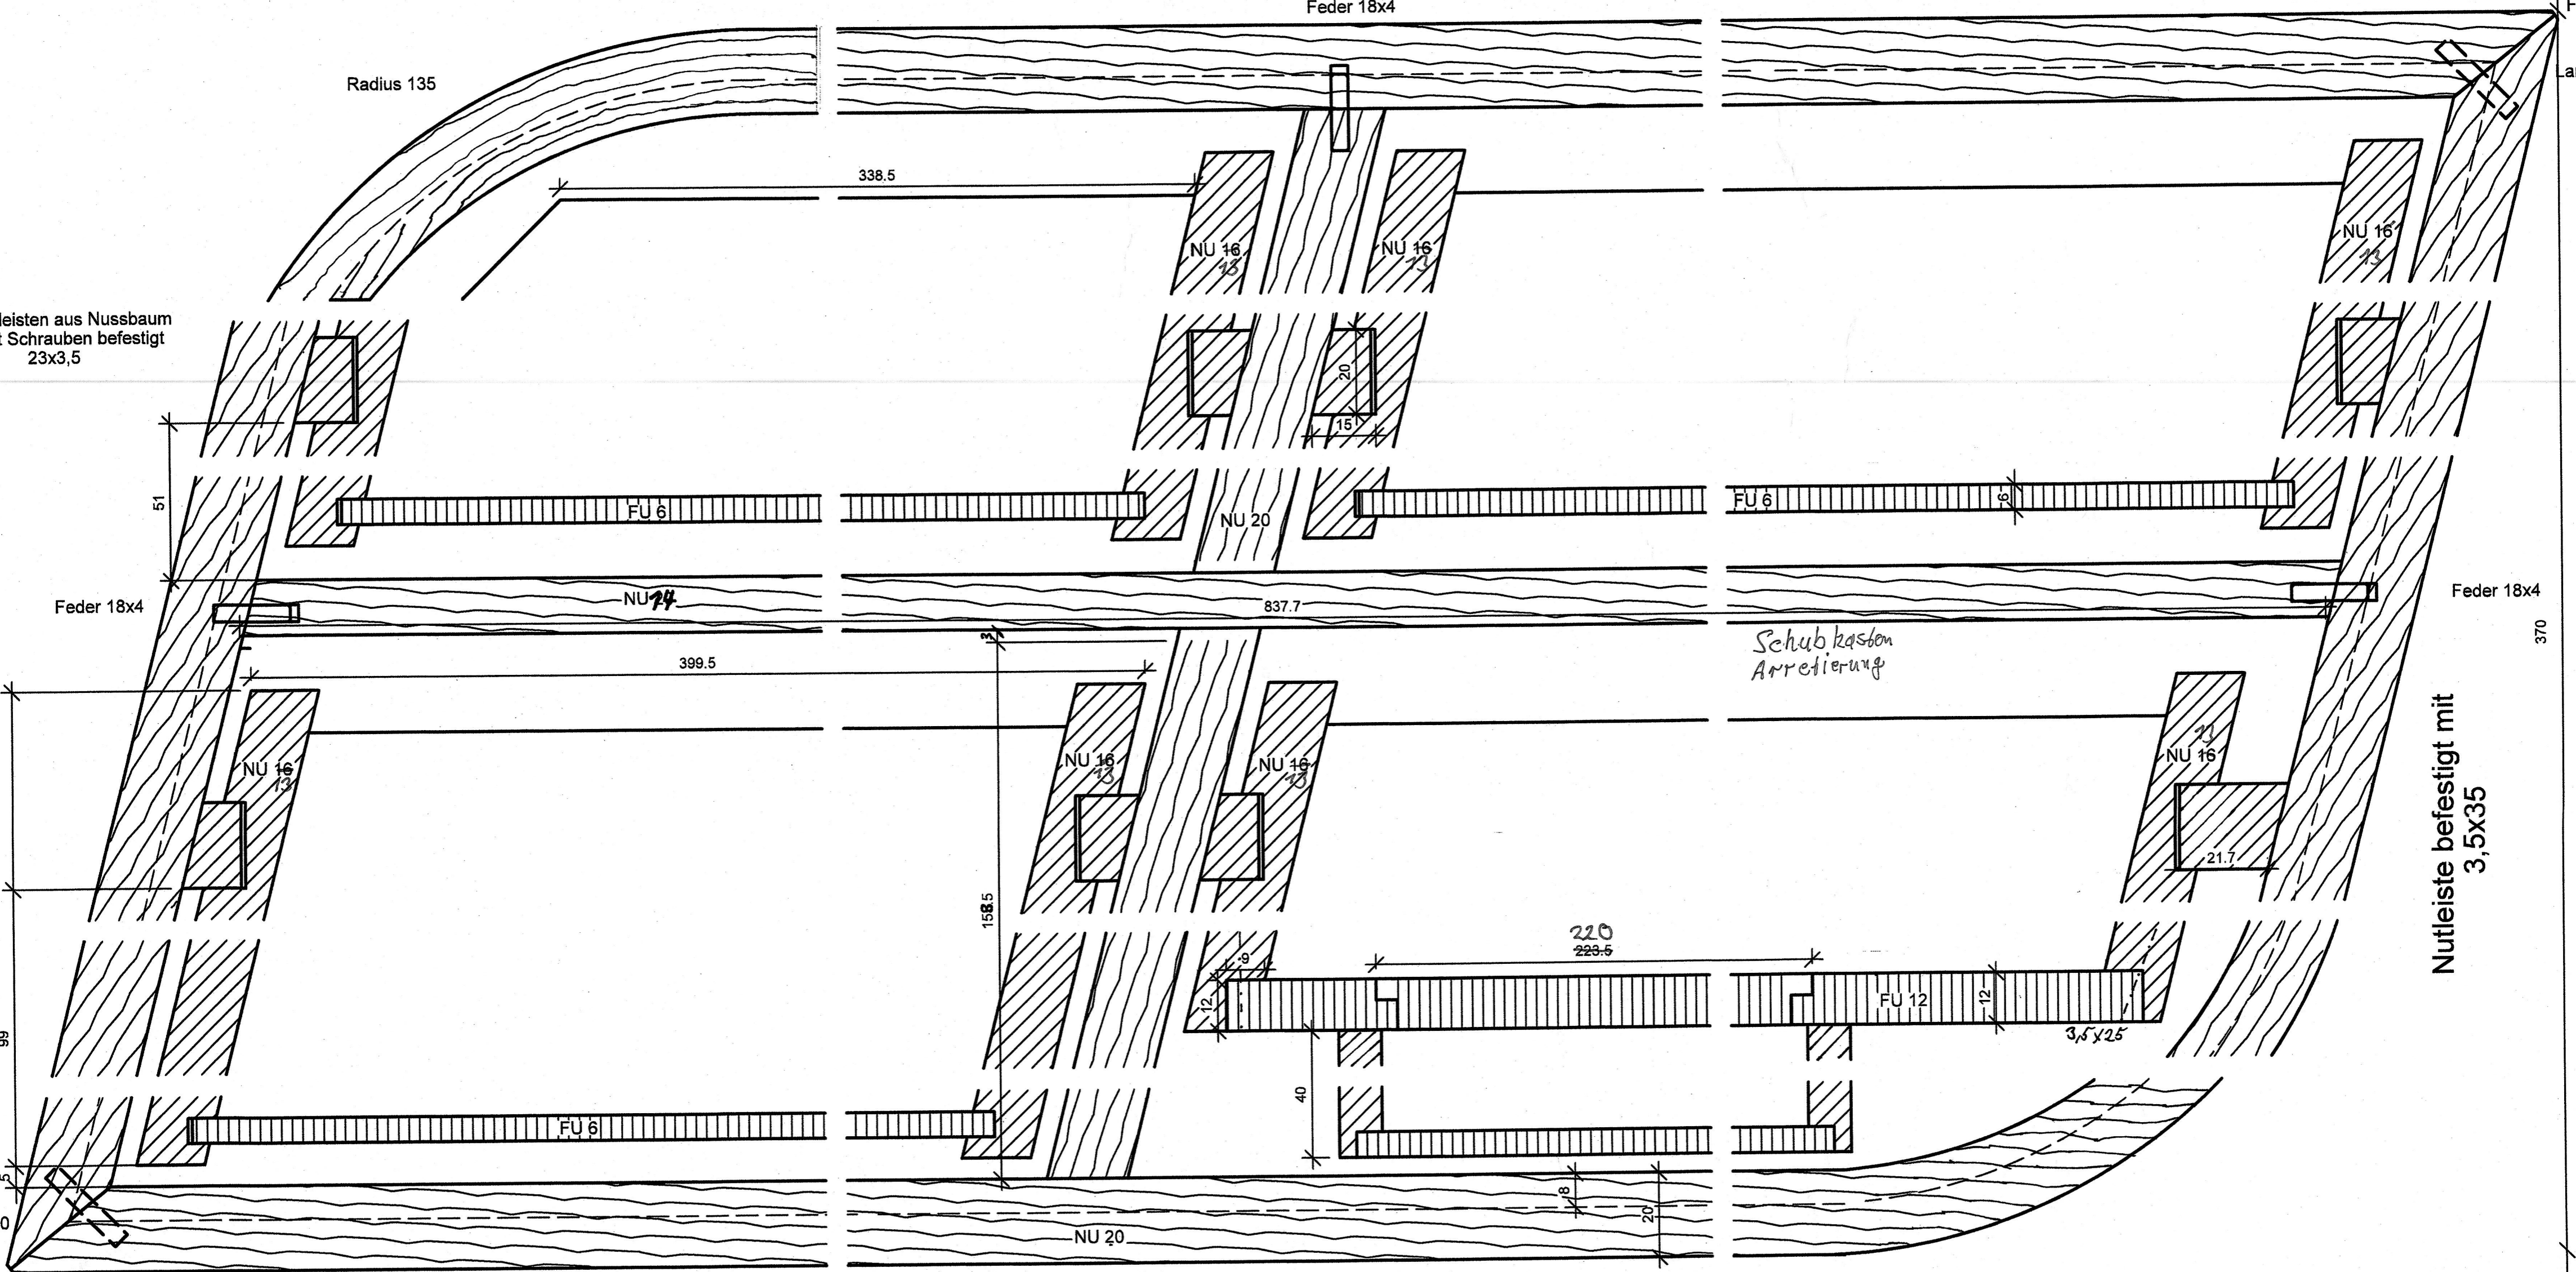 Feder 18x4
Radius 135
338.5
NU 16
13
NU 16
13
NU 16
13
leisten aus Nussbaum
t Schrauben befestigt
23x3,5
20
15
51
FU 6
NU 20
FU 6
6
Feder 18x4
NU 14
837.7
Feder 18x4
370
3
399.5
Schubkasten
Arretierung
NU 16
13
NU 16
13
NU 16
13
13
NU 16
21.7
Nutleiste befestigt mit
3,5x35
220
223.5
9
12
FU 12
12
3,5x25
99
40
FU 6
8
20
NU 20